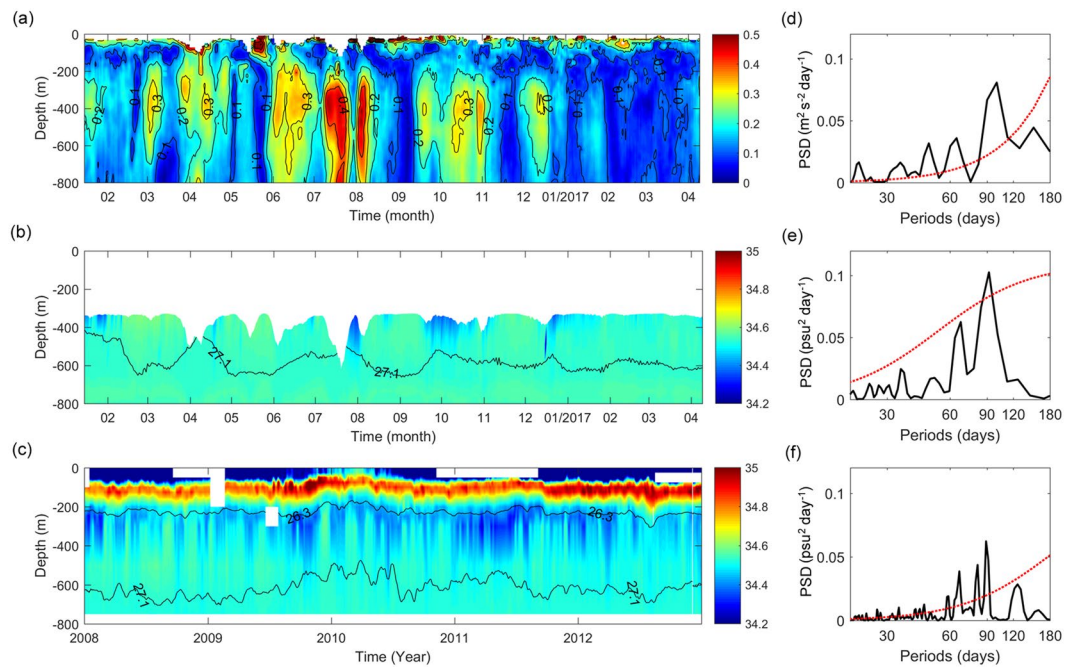 (a)
0
-200
-400
-600
-800
Depth (m)
0.2
0.1
0.3
0.2
0.3
0.1
0.1
0.1
0.3
0.4
0.2
0.1
0.2
0.3
0.2
0.1
0.2
0.1
0.1
0.1
02 03 04 05 06 07 08 09 10 11 12 01/2017 02 03 04
Time (month)
0.5
0.4
0.3
0.2
0.1
0
(d)
0.1
0.05
0
PSD (m² s⁻² day⁻¹)
30 60 90 120 180
Periods (days)
(b)
0
-200
-400
-600
-800
Depth (m)
27.1
27.1
02 03 04 05 06 07 08 09 10 11 12 01/2017 02 03 04
Time (month)
35
34.8
34.6
34.4
34.2
(e)
0.1
0.05
0
PSD (psu² day⁻¹)
30 60 90 120 180
Periods (days)
(c)
0
-200
-400
-600
-800
Depth (m)
26.3
26.3
27.1
27.1
2008 2009 2010 2011 2012
Time (Year)
35
34.8
34.6
34.4
34.2
(f)
0.1
0.05
0
PSD (psu² day⁻¹)
30 60 90 120 180
Periods (days)